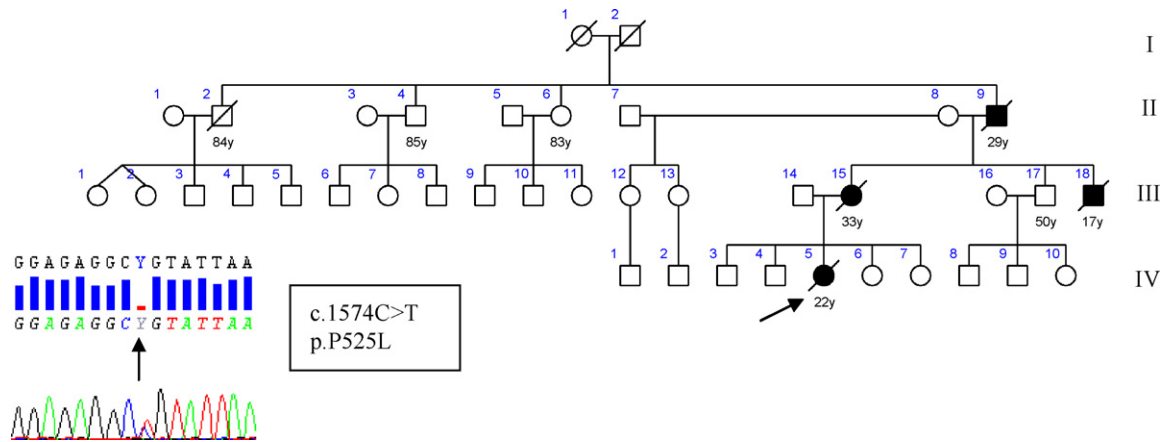 1 2 I
1 2 3 4 5 6 7 8 9 II
84y 85y 83y 29y
1 2 3 4 5 6 7 8 9 10 11 12 13 14 15 16 17 18 III
33y 50y 17y
1 2 3 4 5 6 7 8 9 10 IV
22y
GGAGAGGCYGTATTAA
GGAGAGGCYGTATTAA
c.1574C>T
p.P525L